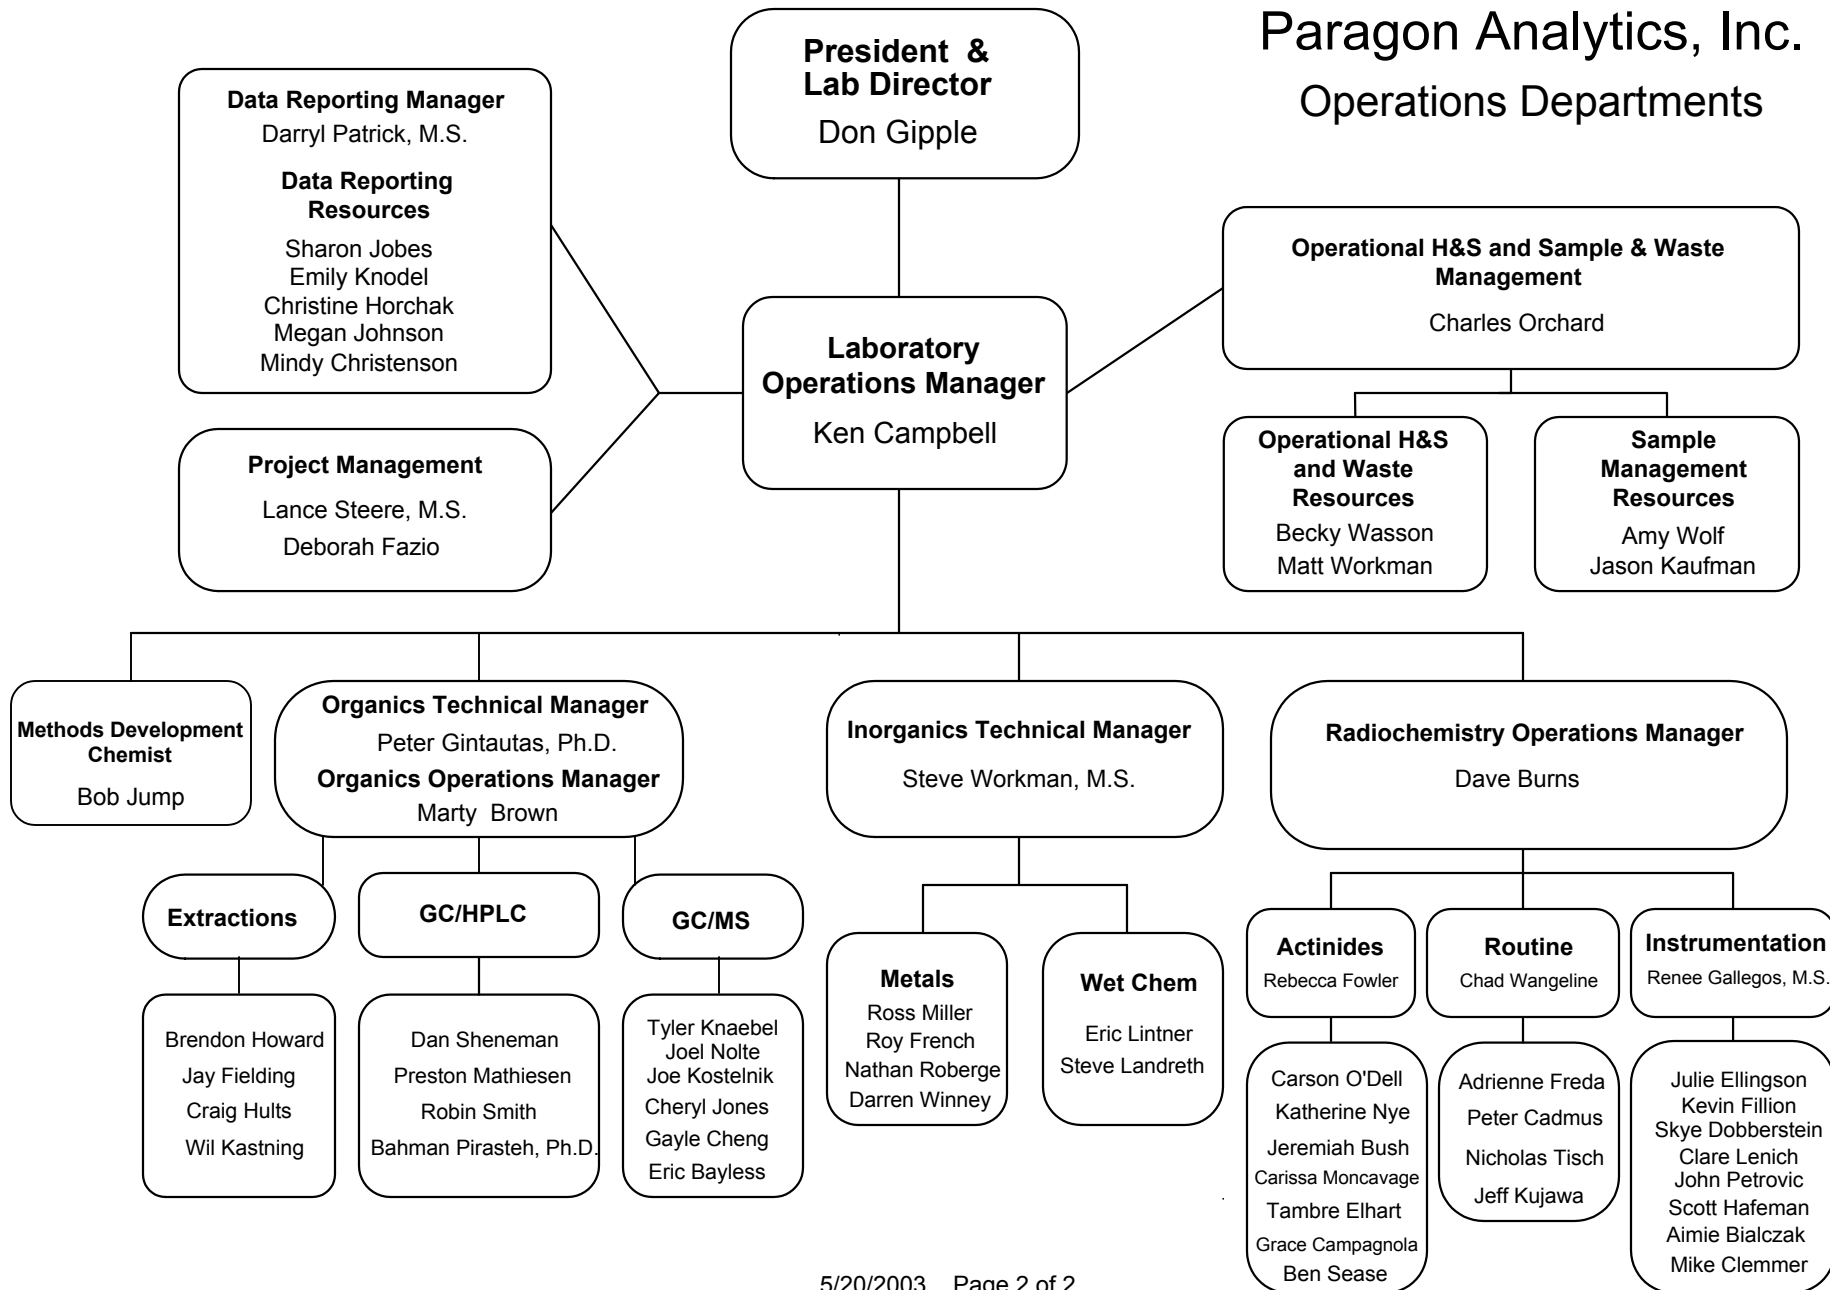 Paragon Analytics, Inc.
Operations Departments
President &
Lab Director
Don Gipple
Data Reporting Manager
Darryl Patrick, M.S.
Data Reporting
Resources
Sharon Jobes
Emily Knodel
Christine Horchak
Megan Johnson
Mindy Christenson
Project Management
Lance Steere, M.S.
Deborah Fazio
Laboratory
Operations Manager
Ken Campbell
Operational H&S and Sample & Waste
Management
Charles Orchard
Operational H&S
and Waste
Resources
Becky Wasson
Matt Workman
Sample
Management
Resources
Amy Wolf
Jason Kaufman
Methods Development
Chemist
Bob Jump
Organics Technical Manager
Peter Gintautas, Ph.D.
Organics Operations Manager
Marty Brown
Inorganics Technical Manager
Steve Workman, M.S.
Radiochemistry Operations Manager
Dave Burns
Extractions
Brendon Howard
Jay Fielding
Craig Hults
Wil Kastning
GC/HPLC
Dan Sheneman
Preston Mathiesen
Robin Smith
Bahman Pirasteh, Ph.D.
GC/MS
Tyler Knaebel
Joel Nolte
Joe Kostelnik
Cheryl Jones
Gayle Cheng
Eric Bayless
Metals
Ross Miller
Roy French
Nathan Roberge
Darren Winney
Wet Chem
Eric Lintner
Steve Landreth
Actinides
Rebecca Fowler
Carson O'Dell
Katherine Nye
Jeremiah Bush
Carissa Moncavage
Tambre Elhart
Grace Campagnola
Ben Sease
Routine
Chad Wangeline
Adrienne Freda
Peter Cadmus
Nicholas Tisch
Jeff Kujawa
Instrumentation
Renee Gallegos, M.S.
Julie Ellingson
Kevin Fillion
Skye Dobberstein
Clare Lenich
John Petrovic
Scott Hafeman
Aimie Bialczak
Mike Clemmer
5/20/2003 Page 2 of 2